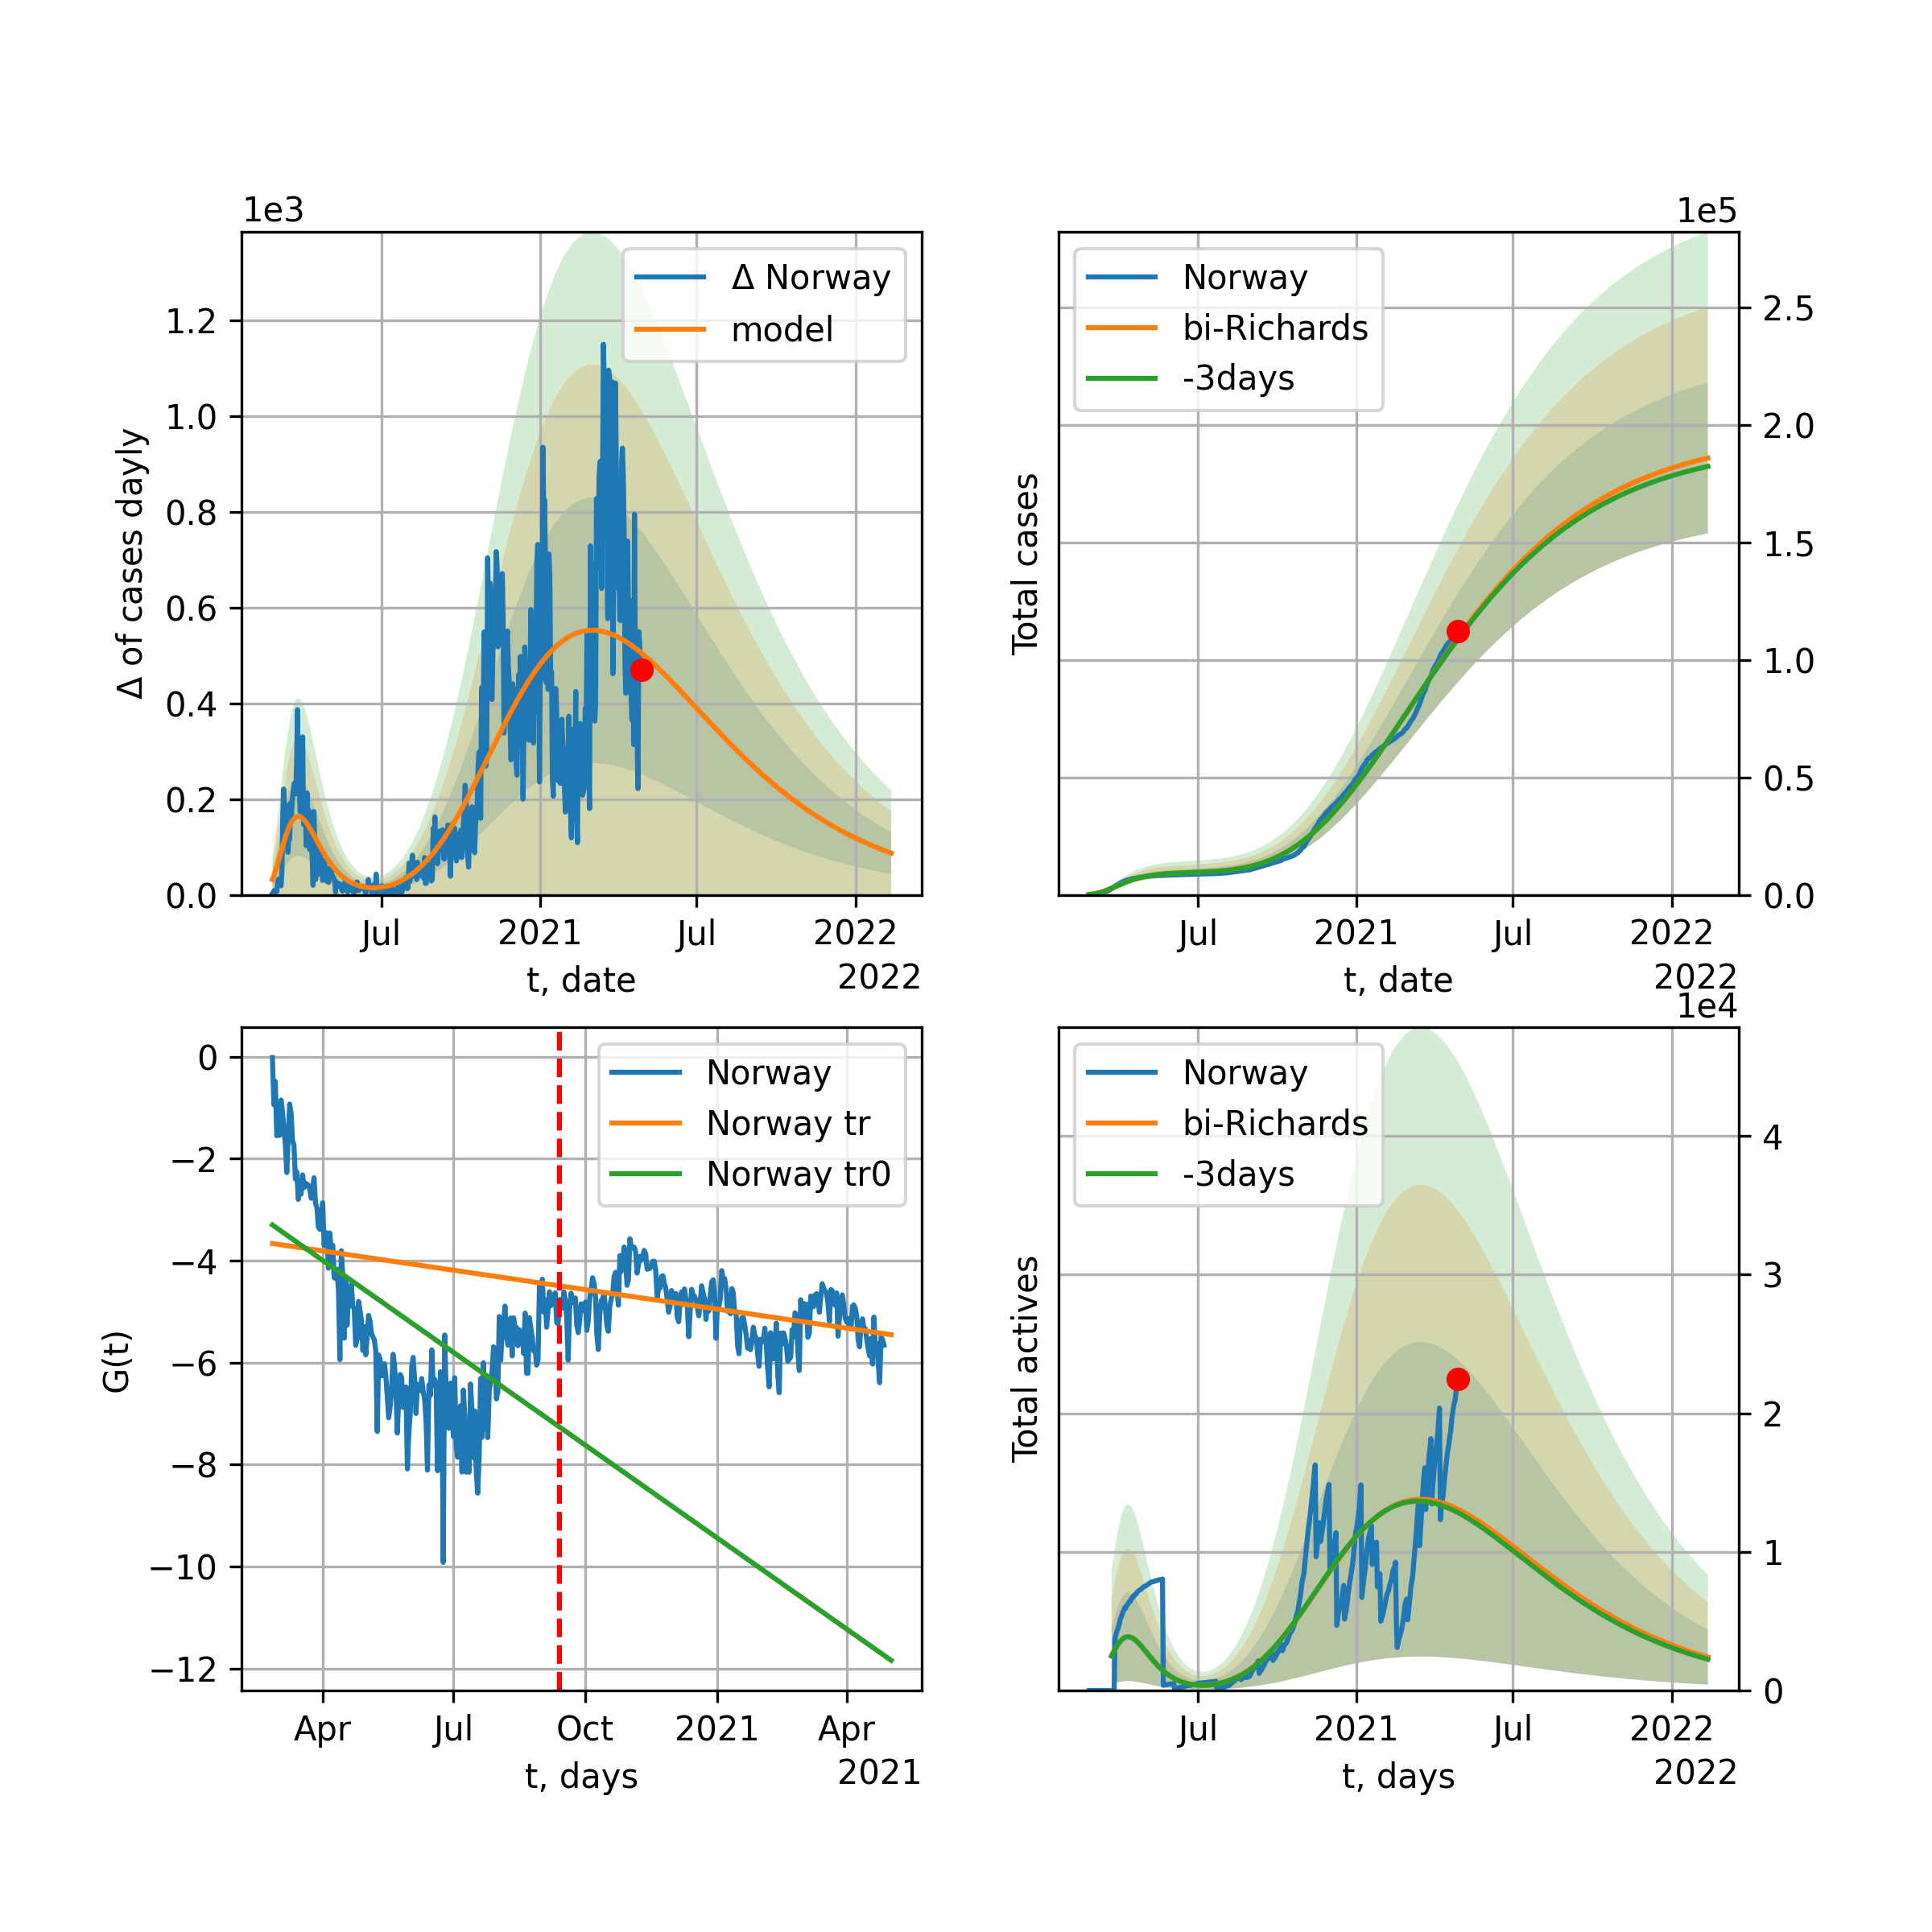 1e3
Δ of cases dayly
1.2
1.0
0.8
0.6
0.4
0.2
0.0
Δ Norway
model
Jul
2021
Jul
2022
t, date
2022
1e5
Total cases
Norway
bi-Richards
-3days
2.5
2.0
1.5
1.0
0.5
0.0
Jul
2021
Jul
2022
t, date
2022
G(t)
0
−2
−4
−6
−8
−10
−12
Norway
Norway tr
Norway tr0
Apr
Jul
Oct
2021
Apr
t, days
2021
1e4
Total actives
Norway
bi-Richards
-3days
4
3
2
1
0
Jul
2021
Jul
2022
t, days
2022